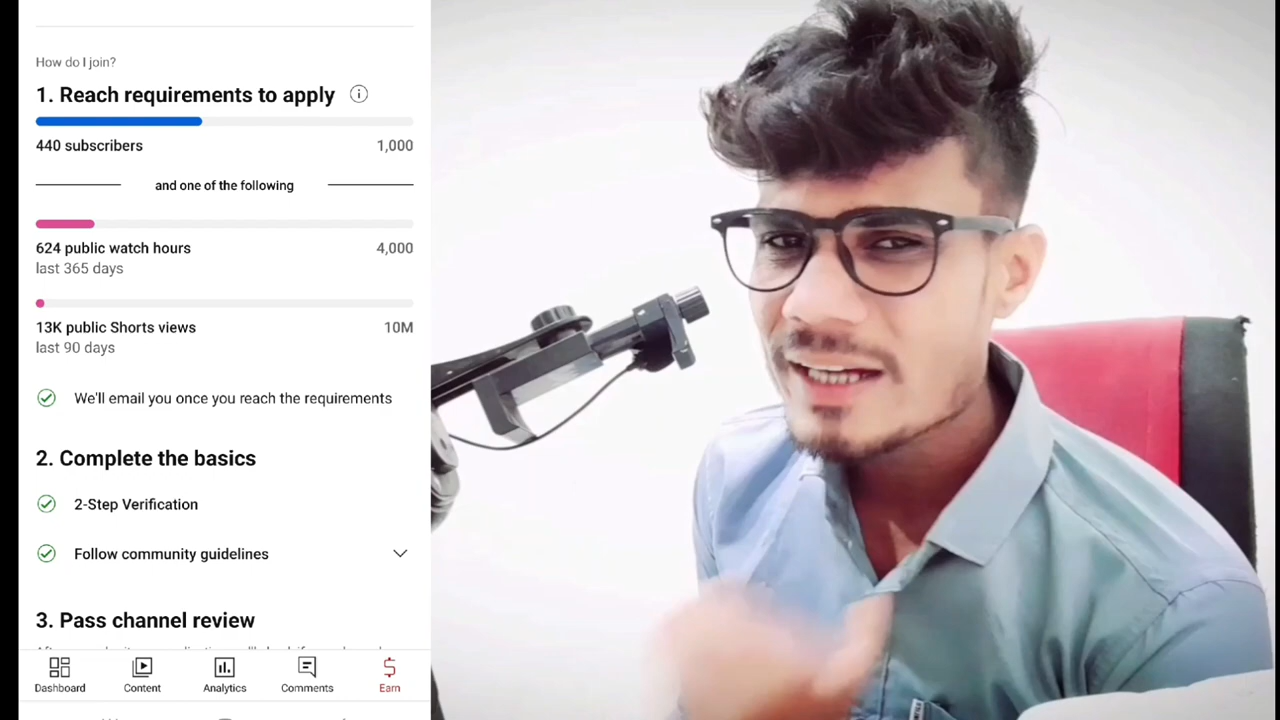 How do I join?
1. Reach requirements to apply
440 subscribers 1,000
and one of the following
624 public watch hours 4,000
last 365 days
13K public Shorts views 10M
last 90 days
We'll email you once you reach the requirements
2. Complete the basics
2-Step Verification
Follow community guidelines
3. Pass channel review
Dashboard Content Analytics Comments Earn